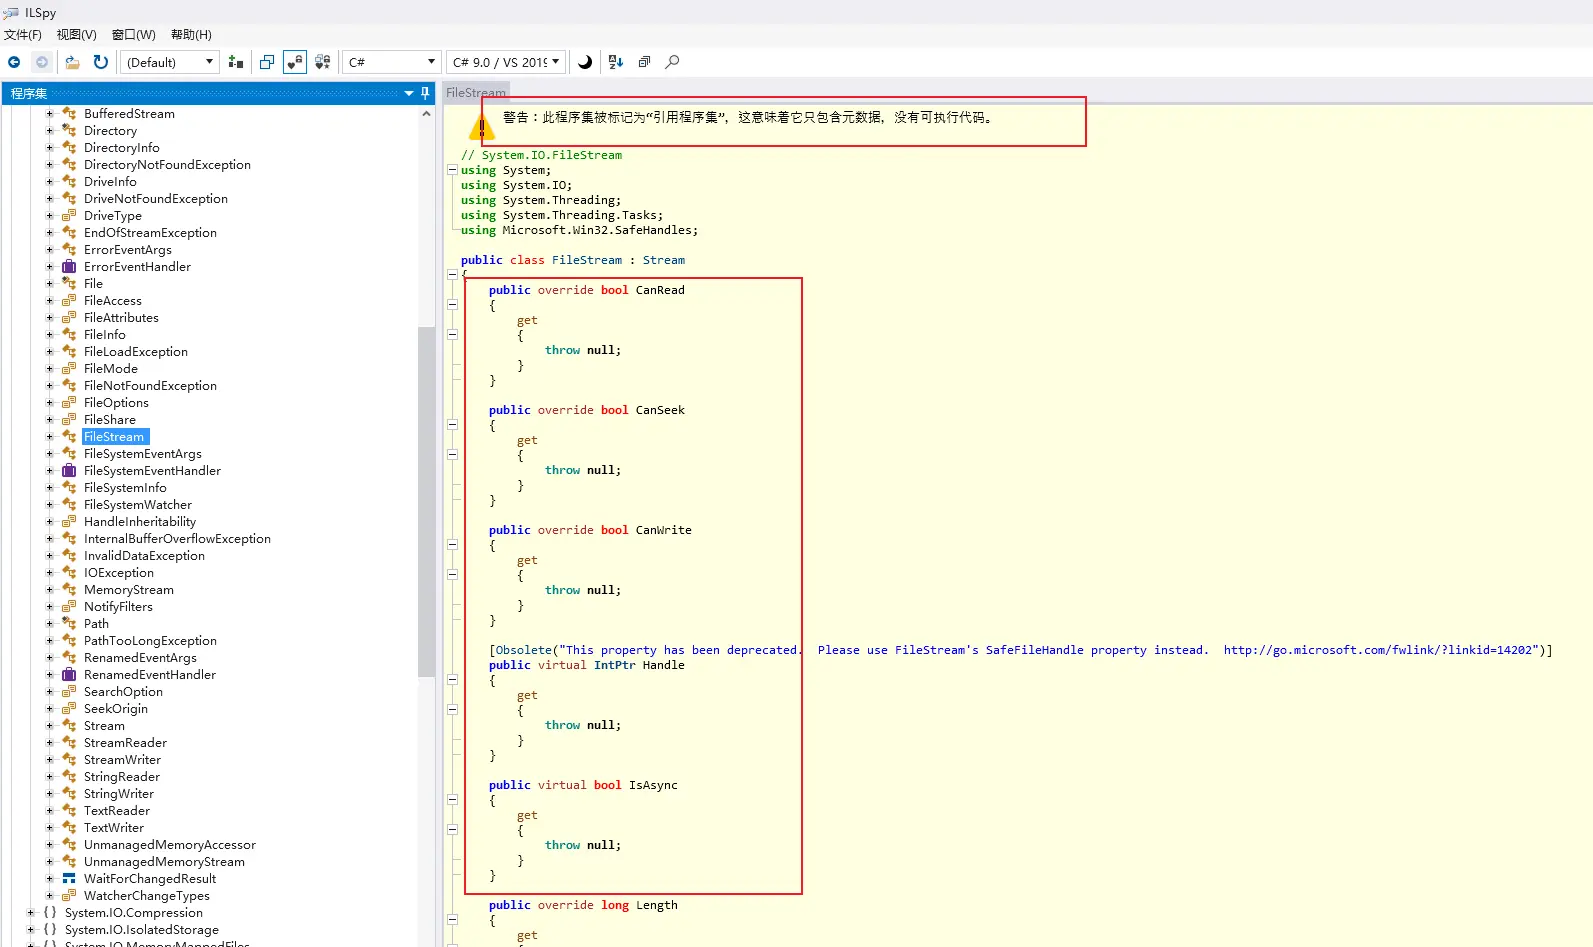 ILSpy
文件(F) 视图(V) 窗口(W) 帮助(H)
(Default) C# C# 9.0 / VS 2019
程序集
BufferedStream
Directory
DirectoryInfo
DirectoryNotFoundException
DriveInfo
DriveNotFoundException
DriveType
EndOfStreamException
ErrorEventArgs
ErrorEventHandler
File
FileAccess
FileAttributes
FileInfo
FileLoadException
FileMode
FileNotFoundException
FileOptions
FileShare
FileStream
FileSystemEventArgs
FileSystemEventHandler
FileSystemInfo
FileSystemWatcher
HandleInheritability
InternalBufferOverflowException
InvalidDataException
IOException
MemoryStream
NotifyFilters
Path
PathTooLongException
RenamedEventArgs
RenamedEventHandler
SearchOption
SeekOrigin
Stream
StreamReader
StreamWriter
StringReader
StringWriter
TextReader
TextWriter
UnmanagedMemoryAccessor
UnmanagedMemoryStream
WaitForChangedResult
WatcherChangeTypes
{ } System.IO.Compression
{ } System.IO.IsolatedStorage
{ } System.IO.MemoryMappedFiles
FileStream
警告：此程序集被标记为“引用程序集”，这意味着它只包含元数据，没有可执行代码。
// System.IO.FileStream
using System;
using System.IO;
using System.Threading;
using System.Threading.Tasks;
using Microsoft.Win32.SafeHandles;
public class FileStream : Stream
{
public override bool CanRead
{
get
{
throw null;
}
}
public override bool CanSeek
{
get
{
throw null;
}
}
public override bool CanWrite
{
get
{
throw null;
}
}
[Obsolete("This property has been deprecated.  Please use FileStream's SafeFileHandle property instead.  http://go.microsoft.com/fwlink/?linkid=14202")]
public virtual IntPtr Handle
{
get
{
throw null;
}
}
public virtual bool IsAsync
{
get
{
throw null;
}
}
public override long Length
{
get